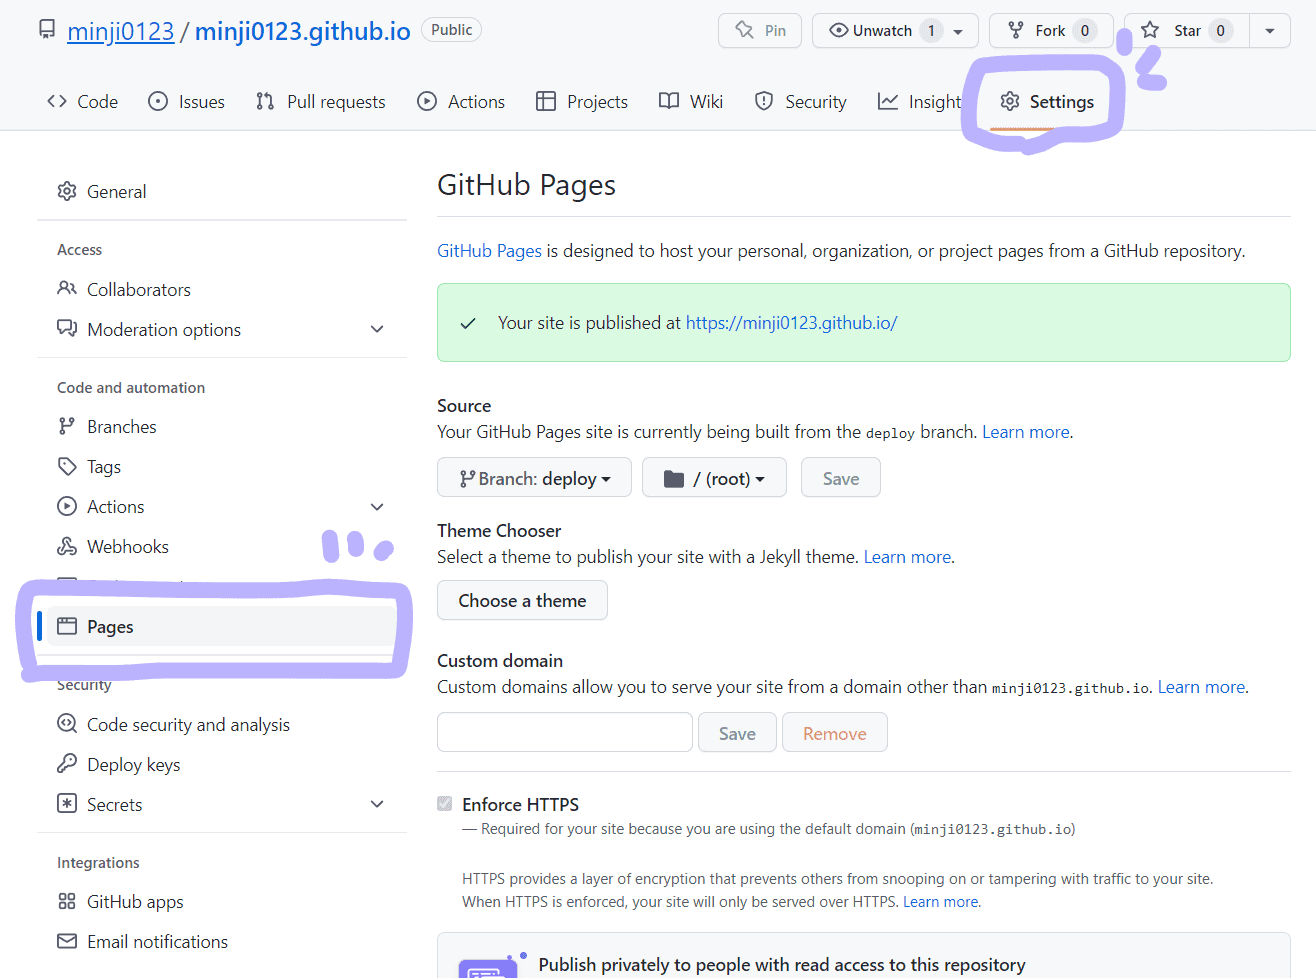 minji0123 / minji0123.github.io Public
Pin
Unwatch 1
Fork 0
Star 0
Code
Issues
Pull requests
Actions
Projects
Wiki
Security
Insight
Settings
General
Access
Collaborators
Moderation options
Code and automation
Branches
Tags
Actions
Webhooks
Pages
Security
Code security and analysis
Deploy keys
Secrets
Integrations
GitHub apps
Email notifications
GitHub Pages
GitHub Pages is designed to host your personal, organization, or project pages from a GitHub repository.
Your site is published at https://minji0123.github.io/
Source
Your GitHub Pages site is currently being built from the deploy branch. Learn more.
Branch: deploy
/ (root)
Save
Theme Chooser
Select a theme to publish your site with a Jekyll theme. Learn more.
Choose a theme
Custom domain
Custom domains allow you to serve your site from a domain other than minji0123.github.io. Learn more.
Save
Remove
Enforce HTTPS
— Required for your site because you are using the default domain (minji0123.github.io)
HTTPS provides a layer of encryption that prevents others from snooping on or tampering with traffic to your site.
When HTTPS is enforced, your site will only be served over HTTPS. Learn more.
Publish privately to people with read access to this repository